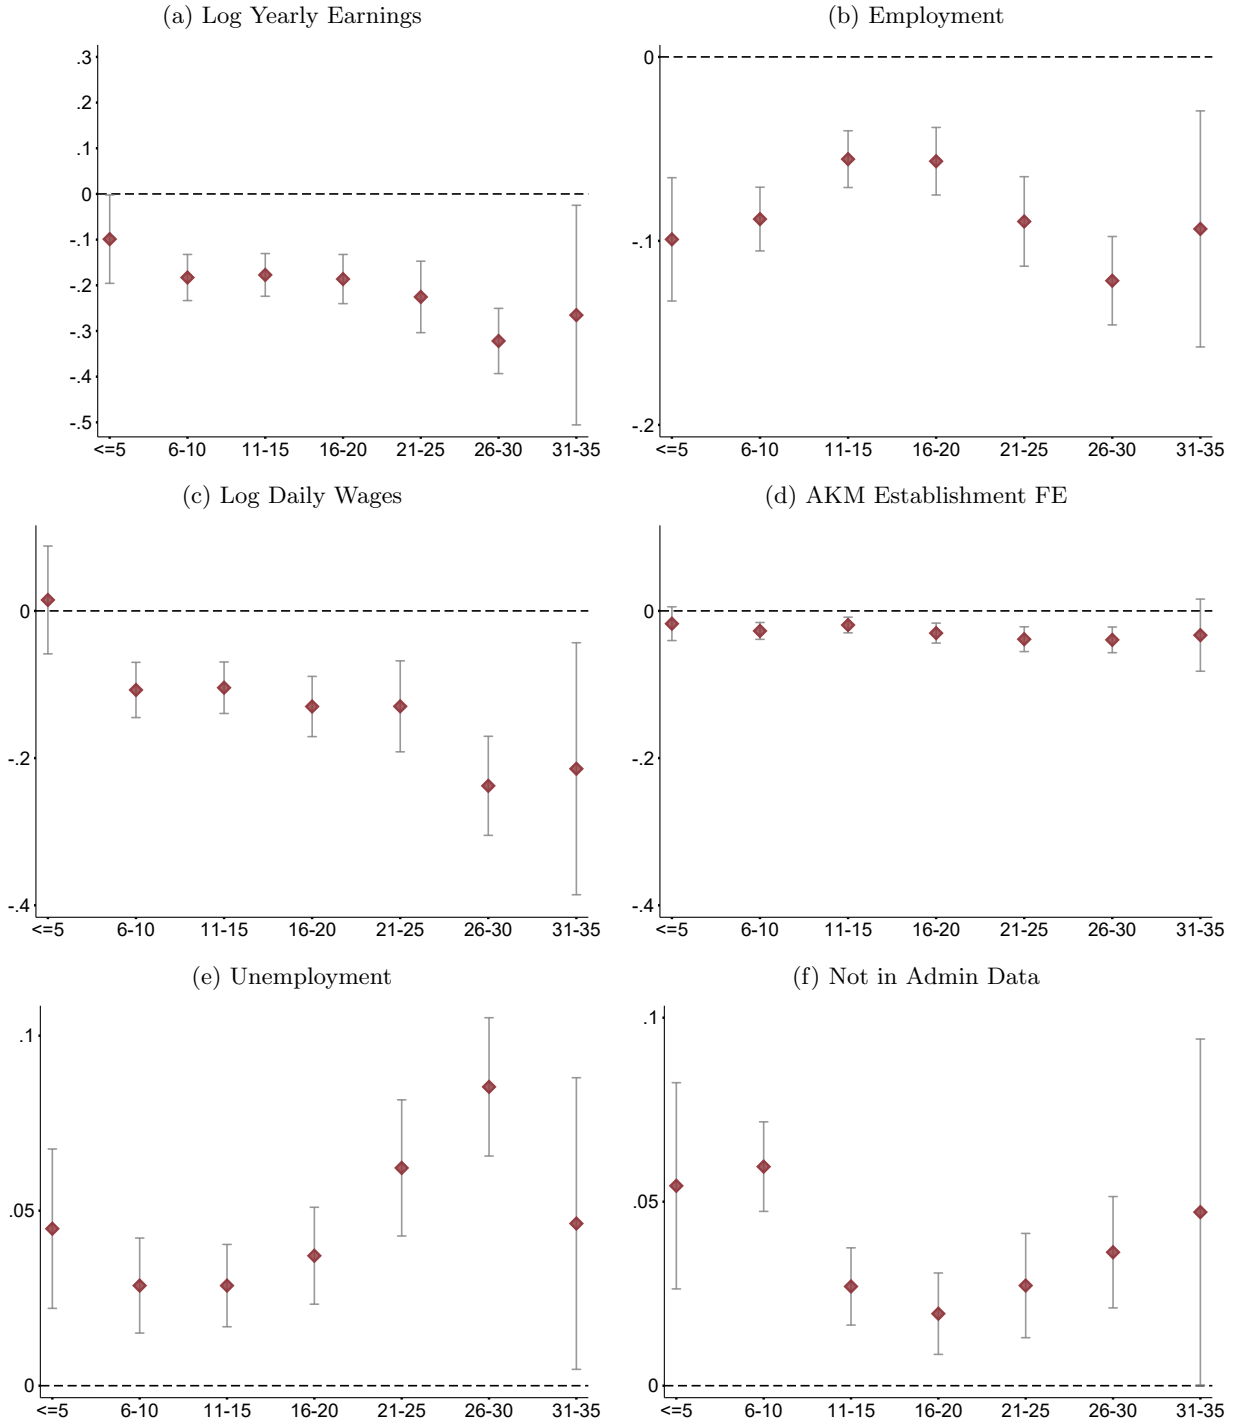 (a) Log Yearly Earnings
.3
.2
.1
0
-.1
-.2
-.3
-.4
-.5
<=5 6-10 11-15 16-20 21-25 26-30 31-35
(b) Employment
0
-.1
-.2
<=5 6-10 11-15 16-20 21-25 26-30 31-35
(c) Log Daily Wages
0
-.2
-.4
<=5 6-10 11-15 16-20 21-25 26-30 31-35
(d) AKM Establishment FE
0
-.2
-.4
<=5 6-10 11-15 16-20 21-25 26-30 31-35
(e) Unemployment
.1
.05
0
<=5 6-10 11-15 16-20 21-25 26-30 31-35
(f) Not in Admin Data
.1
.05
0
<=5 6-10 11-15 16-20 21-25 26-30 31-35